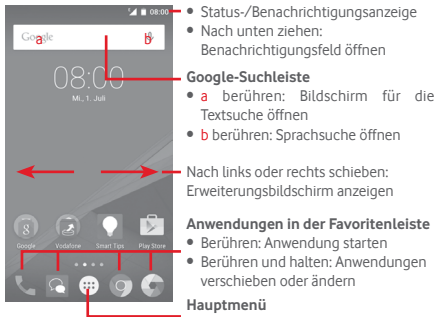 08:00
Google
a
b
08:00
Mi., 1. Juli
Google
Vodafone
Smart Tips
Play Store
• Status-/Benachrichtigungsanzeige
• Nach unten ziehen:
Benachrichtigungsfeld öffnen
Google-Suchleiste
• a berühren: Bildschirm für die
Textsuche öffnen
• b berühren: Sprachsuche öffnen
Nach links oder rechts schieben:
Erweiterungsbildschirm anzeigen
Anwendungen in der Favoritenleiste
• Berühren: Anwendung starten
• Berühren und halten: Anwendungen
verschieben oder ändern
Hauptmenü